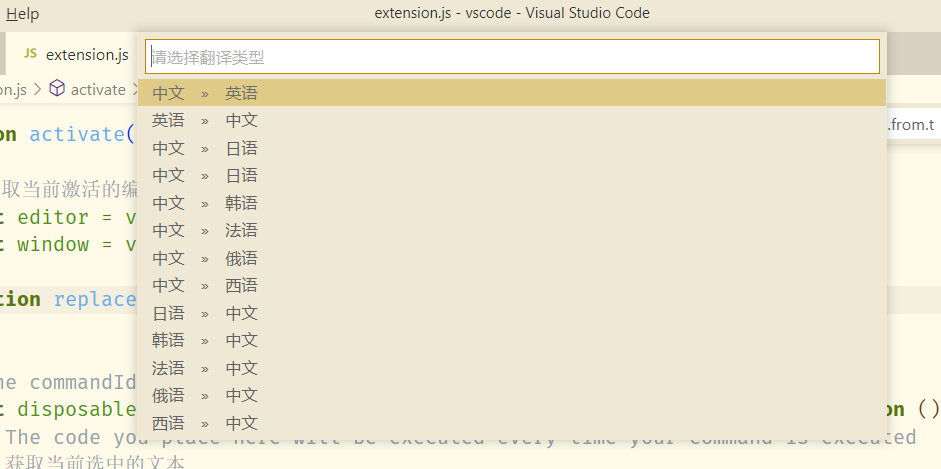 Help
extension.js - vscode - Visual Studio Code
JS extension.js
on.js > activate >
请选择翻译类型
中文 » 英语
英语 » 中文
中文 » 日语
中文 » 日语
中文 » 韩语
中文 » 法语
中文 » 俄语
中文 » 西语
日语 » 中文
韩语 » 中文
法语 » 中文
俄语 » 中文
西语 » 中文
.from.t
on activate(
取当前激活的编
t editor = v
t window = v
tion replace
he commandId
t disposable
on ()
The code you place here will be executed every time your command is executed
获取当前选中的文本